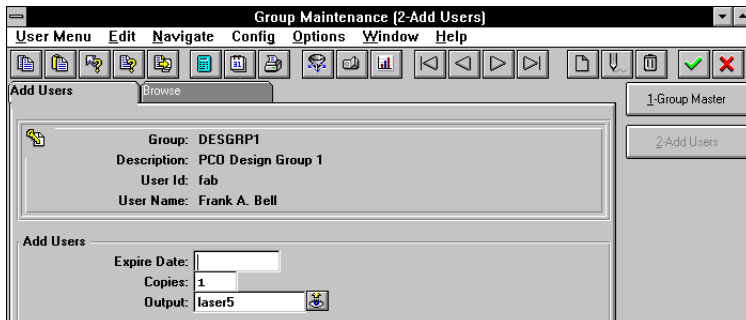 Group Maintenance (2-Add Users)
User Menu Edit Navigate Config Options Window Help
Add Users Browse
1-Group Master
2-Add Users
Group: DESGRP1
Description: PCO Design Group 1
User Id: fab
User Name: Frank A. Bell
Add Users
Expire Date:
Copies: 1
Output: laser5